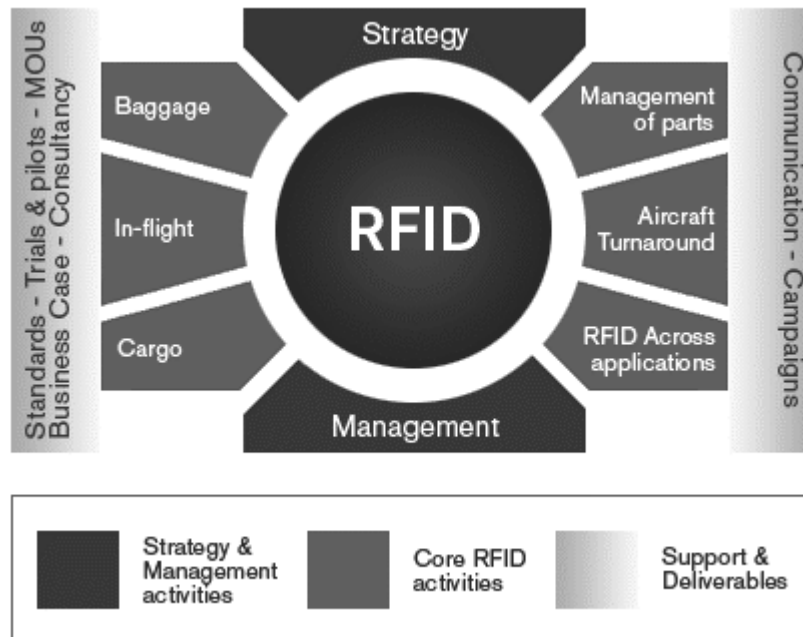 Strategy
Standards - Trials & pilots - MOUs
Business Case - Consultancy
Baggage
In-flight
Cargo
RFID
Management
of parts
Aircraft
Turnaround
RFID Across
applications
Communication - Campaigns
Management
Strategy &
Management
activities
Core RFID
activities
Support &
Deliverables